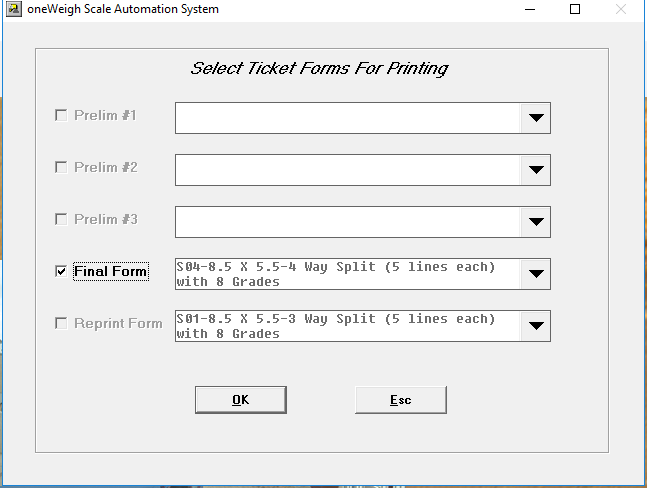 oneWeigh Scale Automation System
Select Ticket Forms For Printing
Prelim #1
Prelim #2
Prelim #3
Final Form
S04-8.5 X 5.5-4 Way Split (5 lines each)
with 8 Grades
Reprint Form
S01-8.5 X 5.5-3 Way Split (5 lines each)
with 8 Grades
OK
Esc